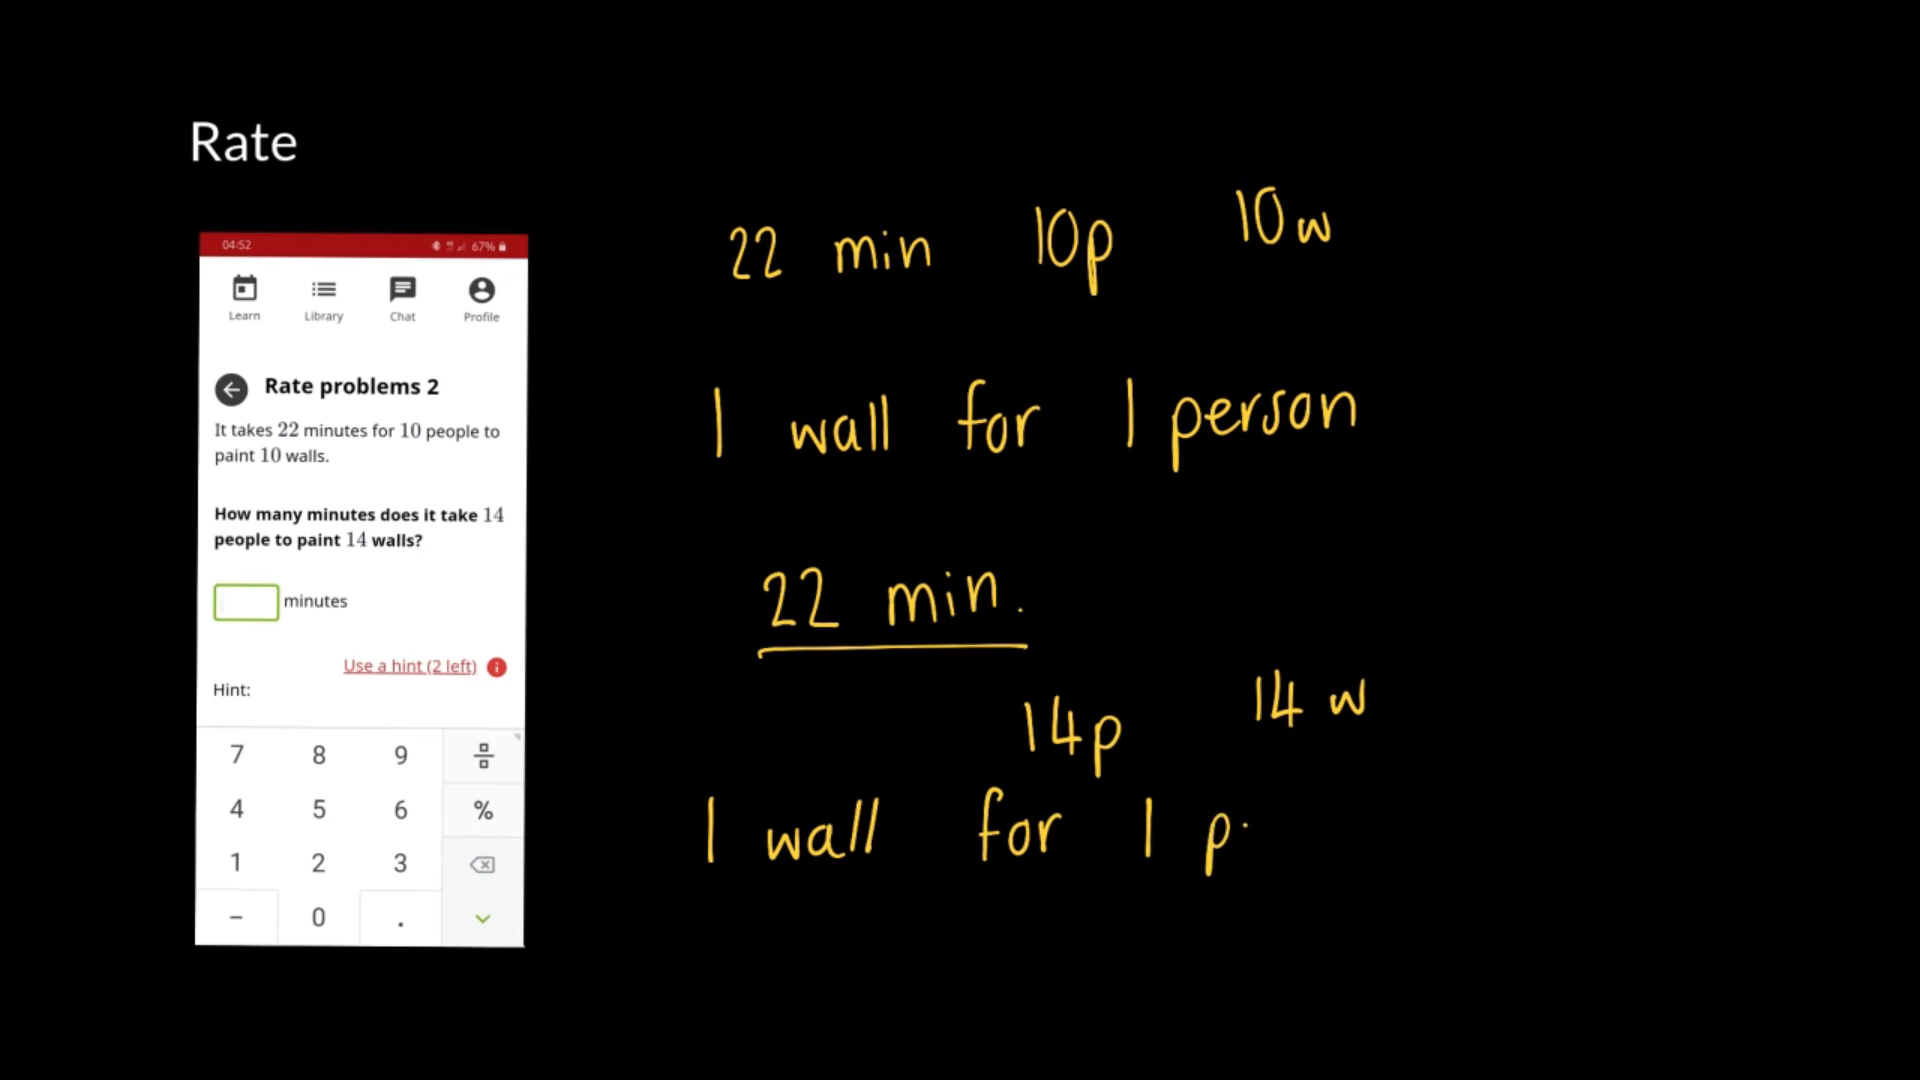 Rate
04:52 67%
Learn Library Chat Profile
Rate problems 2
It takes 22 minutes for 10 people to
paint 10 walls.
How many minutes does it take 14
people to paint 14 walls?
minutes
Use a hint (2 left) i
Hint:
7 8 9
4 5 6 %
1 2 3
- 0 .
22 min 10p 10w
1 wall for 1 person
22 min.
14p 14 w
1 wall for 1 p.